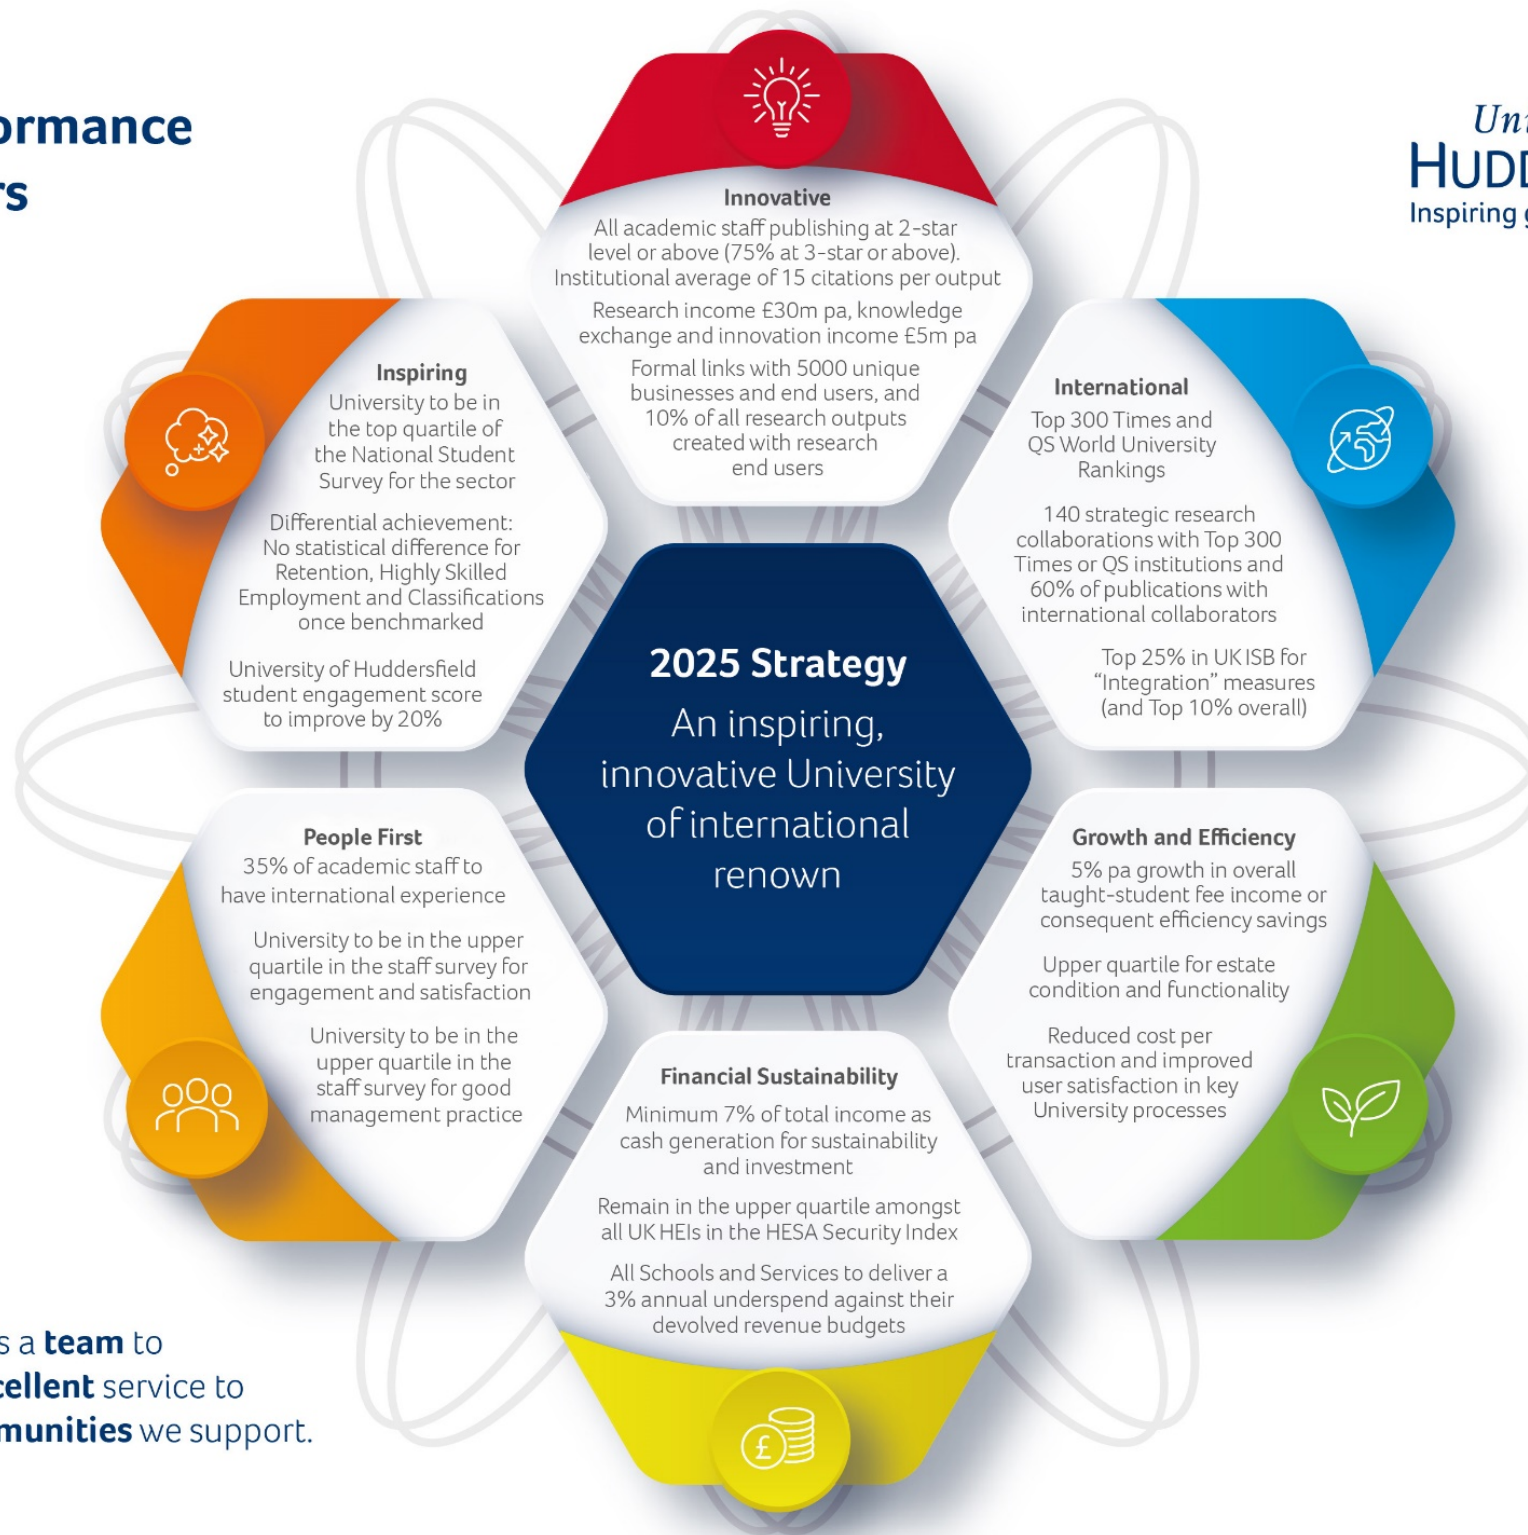 ormance
rs
Uni
HUDD
Inspiring g
Innovative
All academic staff publishing at 2-star
level or above (75% at 3-star or above).
Institutional average of 15 citations per output
Research income £30m pa, knowledge
exchange and innovation income £5m pa
Formal links with 5000 unique
businesses and end users, and
10% of all research outputs
created with research
end users
Inspiring
University to be in
the top quartile of
the National Student
Survey for the sector
Differential achievement:
No statistical difference for
Retention, Highly Skilled
Employment and Classifications
once benchmarked
University of Huddersfield
student engagement score
to improve by 20%
International
Top 300 Times and
QS World University
Rankings
140 strategic research
collaborations with Top 300
Times or QS institutions and
60% of publications with
international collaborators
Top 25% in UK ISB for
“Integration” measures
(and Top 10% overall)
2025 Strategy
An inspiring,
innovative University
of international
renown
People First
35% of academic staff to
have international experience
University to be in the upper
quartile in the staff survey for
engagement and satisfaction
University to be in the
upper quartile in the
staff survey for good
management practice
Growth and Efficiency
5% pa growth in overall
taught-student fee income or
consequent efficiency savings
Upper quartile for estate
condition and functionality
Reduced cost per
transaction and improved
user satisfaction in key
University processes
Financial Sustainability
Minimum 7% of total income as
cash generation for sustainability
and investment
Remain in the upper quartile amongst
all UK HEIs in the HESA Security Index
All Schools and Services to deliver a
3% annual underspend against their
devolved revenue budgets
£
s a team to
cellent service to
munities we support.